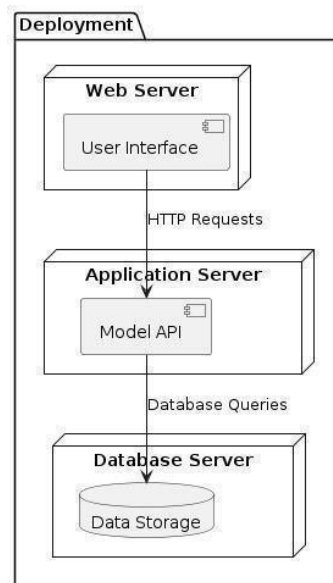 Deployment
Web Server
User Interface
HTTP Requests
Application Server
Model API
Database Queries
Database Server
Data Storage